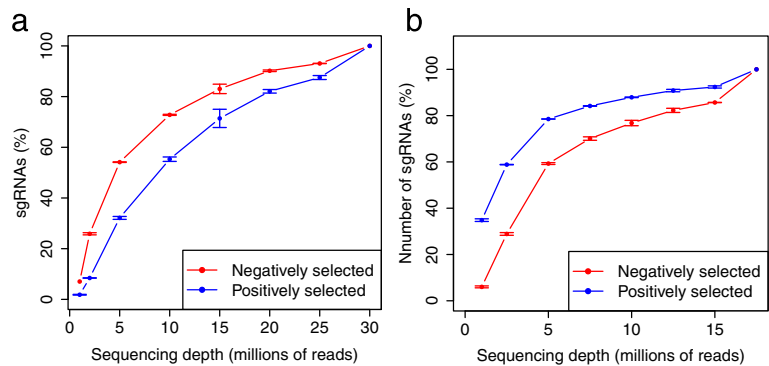 a
sgRNAs (%)
0
20
40
60
80
100
0
5
10
15
20
25
30
Sequencing depth (millions of reads)
Negatively selected
Positively selected
b
Nnumber of sgRNAs (%)
0
20
40
60
80
100
0
5
10
15
Sequencing depth (millions of reads)
Negatively selected
Positively selected